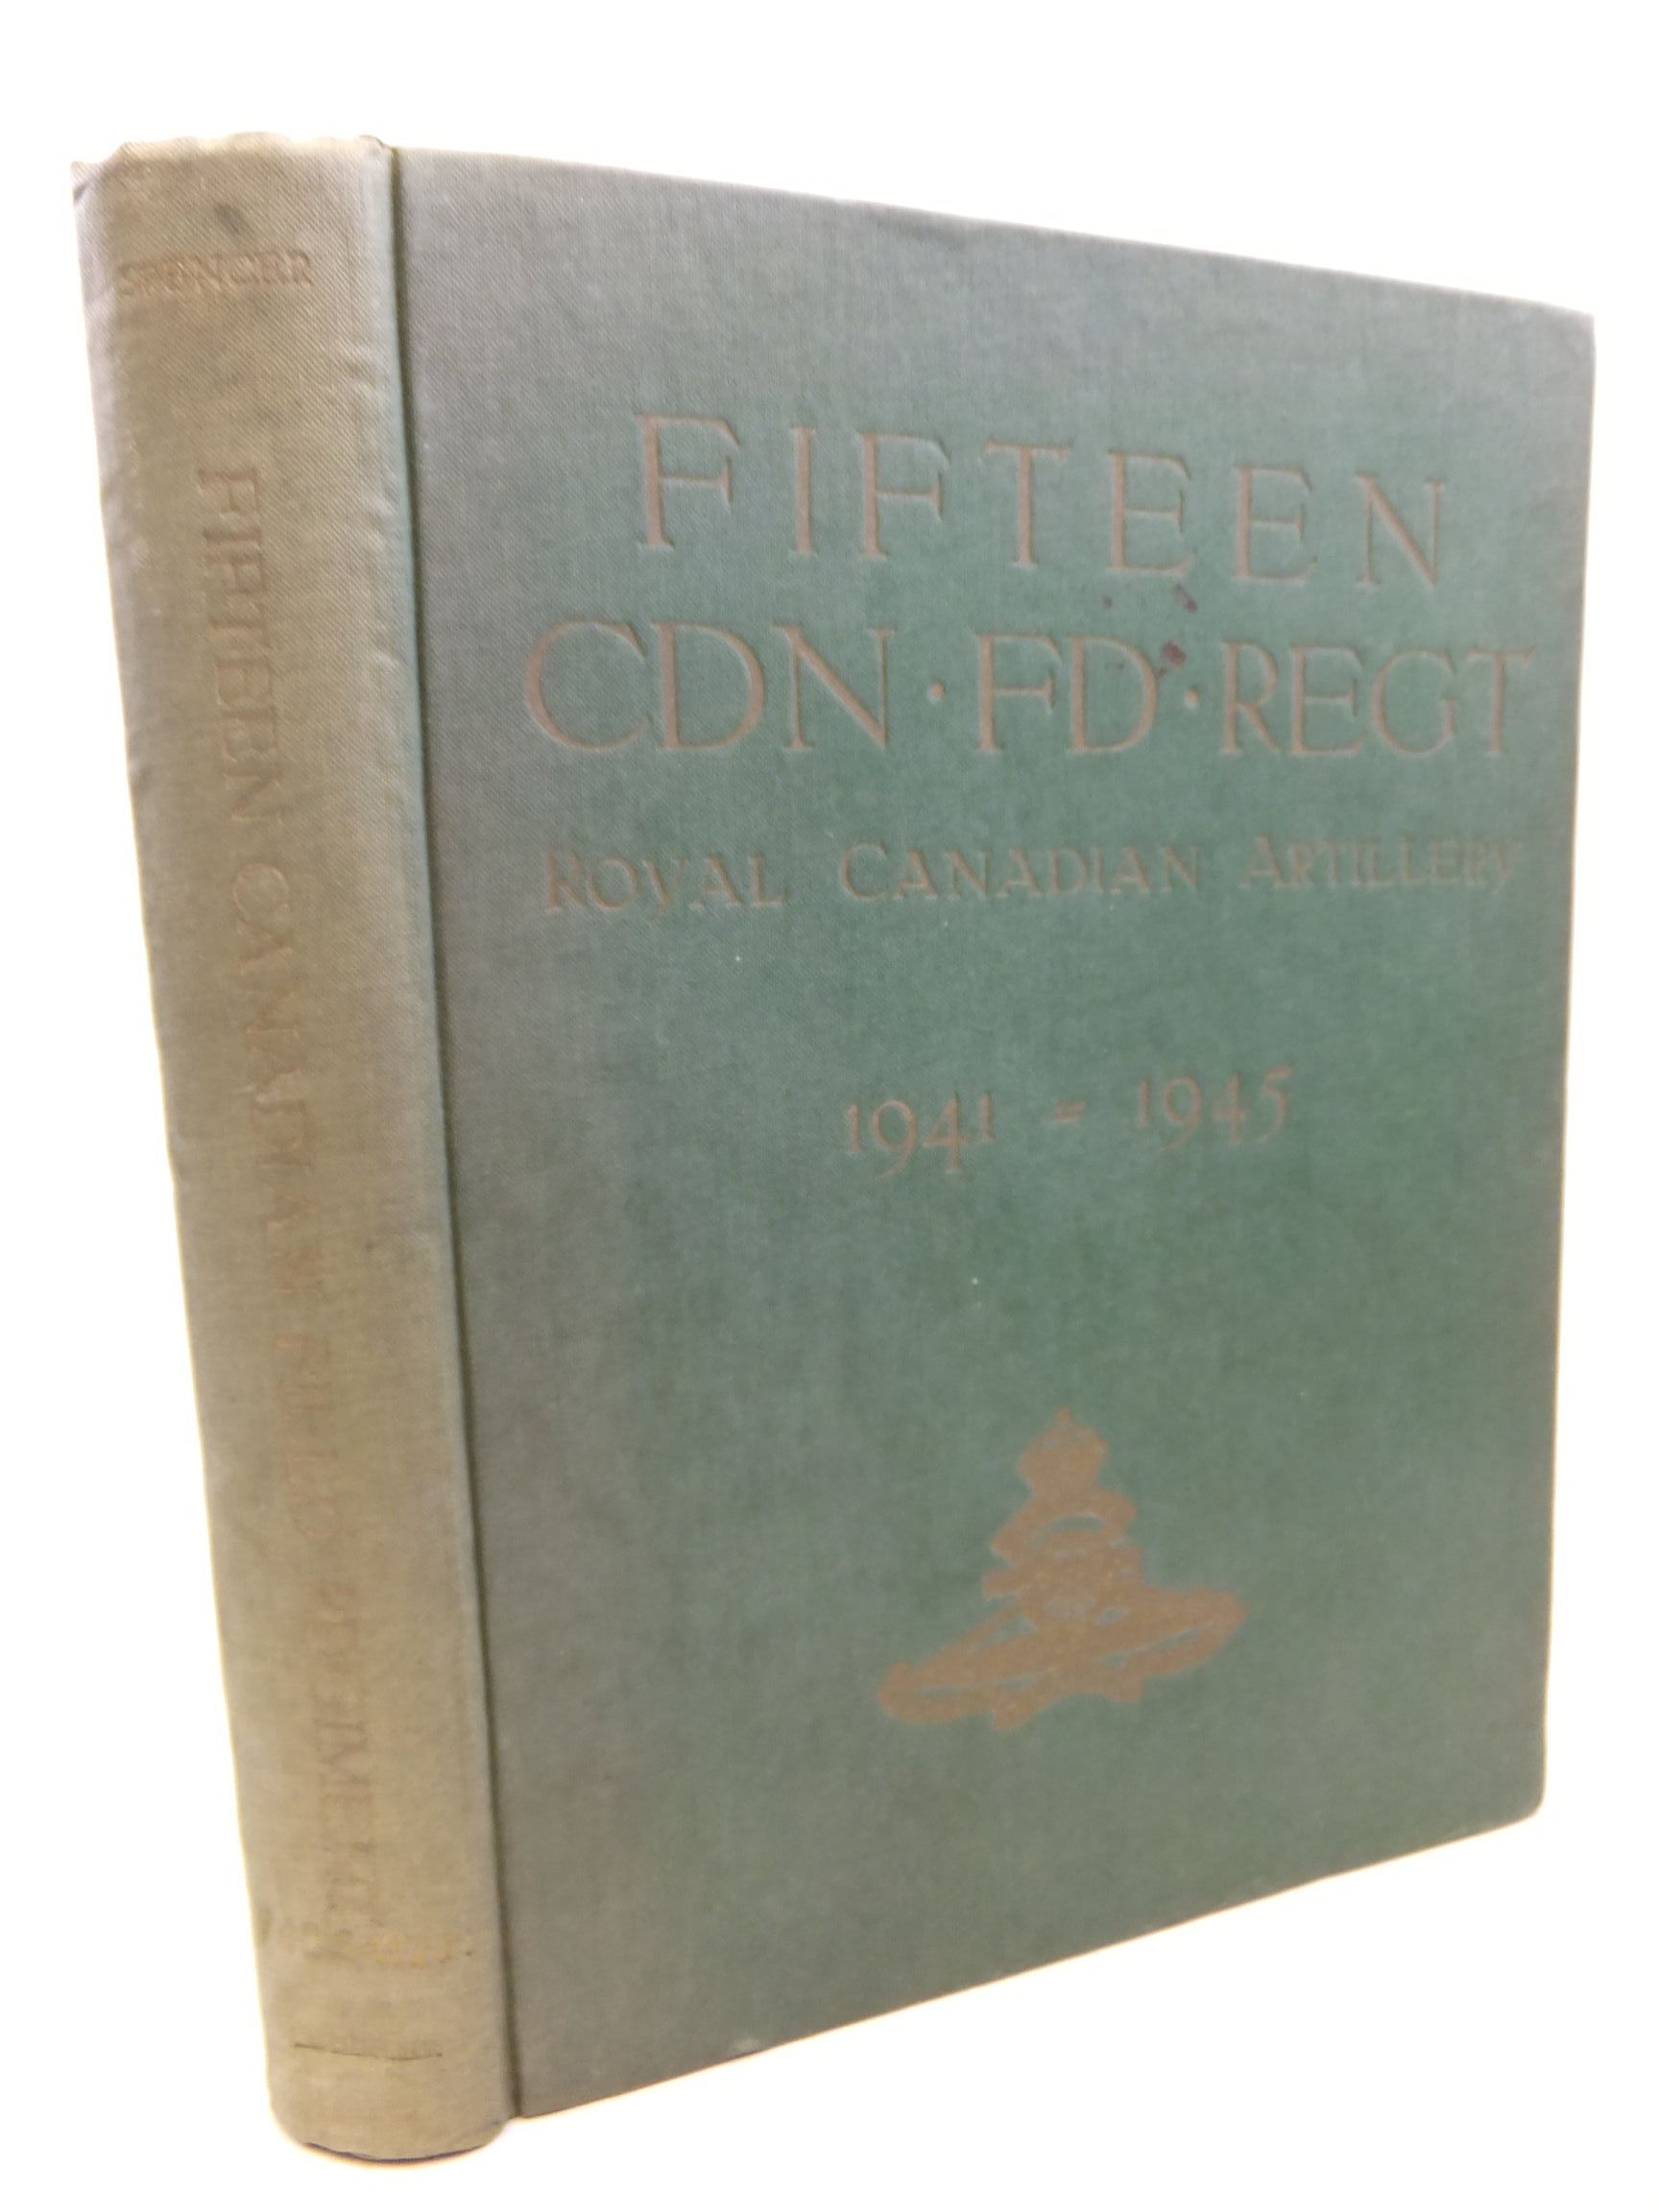 SPENCER
FIFTEEN CANADIAN FIELD REGIMENT
FIFTEEN
CDN · FD · REGT
ROYAL CANADIAN ARTILLERY
1941 = 1945